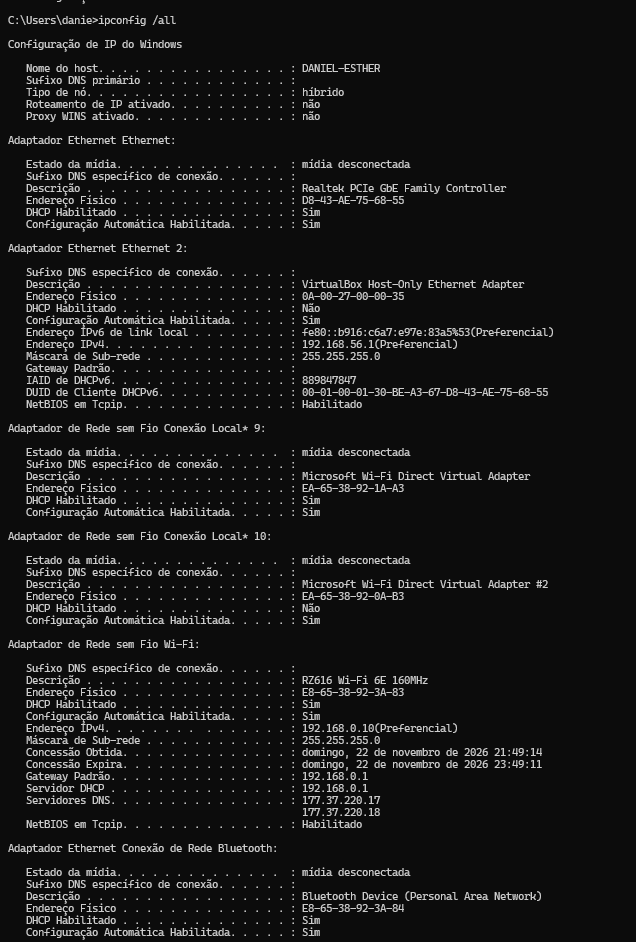 C:\Users\danie>ipconfig /all
Configuração de IP do Windows
Nome do host. . . . . . . . . . . . . . . . : DANIEL-ESTHER
Sufixo DNS primário . . . . . . . . . . . . :
Tipo de nó. . . . . . . . . . . . . . . . . : híbrido
Roteamento de IP ativado. . . . . . . . . . : não
Proxy WINS ativado. . . . . . . . . . . . . : não
Adaptador Ethernet Ethernet:
Estado da mídia. . . . . . . . . . . . . .  : mídia desconectada
Sufixo DNS específico de conexão. . . . . . :
Descrição . . . . . . . . . . . . . . . . . : Realtek PCIe GbE Family Controller
Endereço Físico . . . . . . . . . . . . . . : D8-43-AE-75-68-55
DHCP Habilitado . . . . . . . . . . . . . . : Sim
Configuração Automática Habilitada. . . . . : Sim
Adaptador Ethernet Ethernet 2:
Sufixo DNS específico de conexão. . . . . . :
Descrição . . . . . . . . . . . . . . . . . : VirtualBox Host-Only Ethernet Adapter
Endereço Físico . . . . . . . . . . . . . . : 0A-00-27-00-00-35
DHCP Habilitado . . . . . . . . . . . . . . : Não
Configuração Automática Habilitada. . . . . : Sim
Endereço IPv6 de link local . . . . . . . . : fe80::b916:c6a7:e97e:83a5%53(Preferencial)
Endereço IPv4. . . . . . . . . . . . . . . . : 192.168.56.1(Preferencial)
Máscara de Sub-rede . . . . . . . . . . . . : 255.255.255.0
Gateway Padrão. . . . . . . . . . . . . . . :
IAID de DHCPv6. . . . . . . . . . . . . . . : 889847847
DUID de Cliente DHCPv6. . . . . . . . . . . : 00-01-00-01-30-BE-A3-67-D8-43-AE-75-68-55
NetBIOS em Tcpip. . . . . . . . . . . . . . : Habilitado
Adaptador de Rede sem Fio Conexão Local* 9:
Estado da mídia. . . . . . . . . . . . . .  : mídia desconectada
Sufixo DNS específico de conexão. . . . . . :
Descrição . . . . . . . . . . . . . . . . . : Microsoft Wi-Fi Direct Virtual Adapter
Endereço Físico . . . . . . . . . . . . . . : EA-65-38-92-1A-A3
DHCP Habilitado . . . . . . . . . . . . . . : Sim
Configuração Automática Habilitada. . . . . : Sim
Adaptador de Rede sem Fio Conexão Local* 10:
Estado da mídia. . . . . . . . . . . . . .  : mídia desconectada
Sufixo DNS específico de conexão. . . . . . :
Descrição . . . . . . . . . . . . . . . . . : Microsoft Wi-Fi Direct Virtual Adapter #2
Endereço Físico . . . . . . . . . . . . . . : EA-65-38-92-0A-B3
DHCP Habilitado . . . . . . . . . . . . . . : Não
Configuração Automática Habilitada. . . . . : Sim
Adaptador de Rede sem Fio Wi-Fi:
Sufixo DNS específico de conexão. . . . . . :
Descrição . . . . . . . . . . . . . . . . . : RZ616 Wi-Fi 6E 160MHz
Endereço Físico . . . . . . . . . . . . . . : E8-65-38-92-3A-83
DHCP Habilitado . . . . . . . . . . . . . . : Sim
Configuração Automática Habilitada. . . . . : Sim
Endereço IPv4. . . . . . . . . . . . . . . . : 192.168.0.10(Preferencial)
Máscara de Sub-rede . . . . . . . . . . . . : 255.255.255.0
Concessão Obtida. . . . . . . . . . . . . . : domingo, 22 de novembro de 2026 21:49:14
Concessão Expira. . . . . . . . . . . . . . : domingo, 22 de novembro de 2026 23:49:11
Gateway Padrão. . . . . . . . . . . . . . . : 192.168.0.1
Servidor DHCP . . . . . . . . . . . . . . . : 192.168.0.1
Servidores DNS. . . . . . . . . . . . . . . : 177.37.220.17
177.37.220.18
NetBIOS em Tcpip. . . . . . . . . . . . . . : Habilitado
Adaptador Ethernet Conexão de Rede Bluetooth:
Estado da mídia. . . . . . . . . . . . . .  : mídia desconectada
Sufixo DNS específico de conexão. . . . . . :
Descrição . . . . . . . . . . . . . . . . . : Bluetooth Device (Personal Area Network)
Endereço Físico . . . . . . . . . . . . . . : E8-65-38-92-3A-84
DHCP Habilitado . . . . . . . . . . . . . . : Sim
Configuração Automática Habilitada. . . . . : Sim